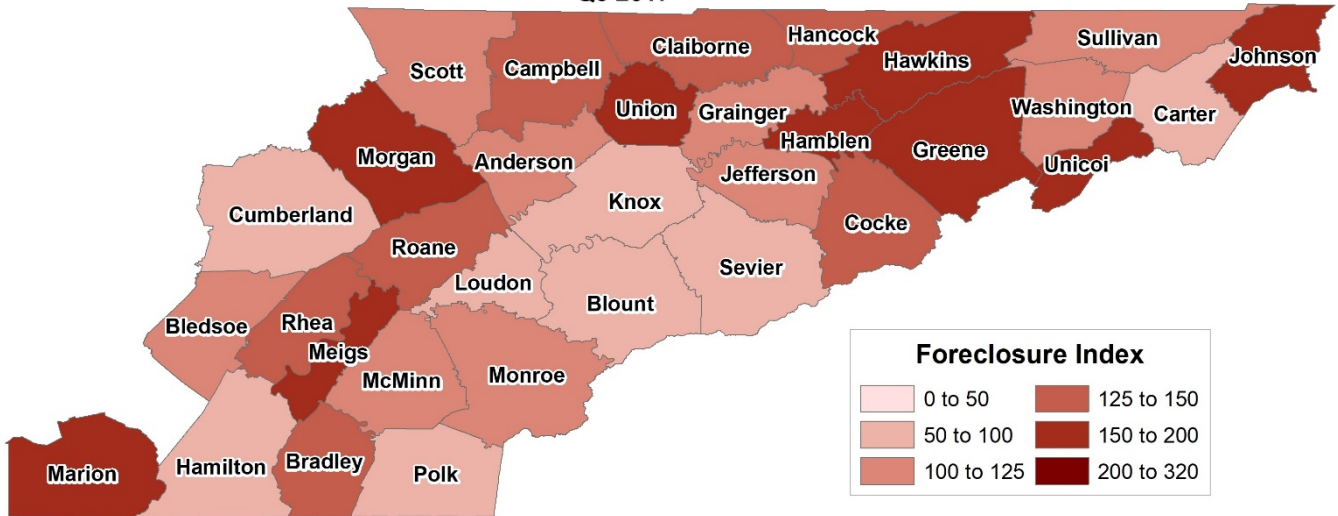 Scott
Campbell
Claiborne
Hancock
Hawkins
Sullivan
Johnson
Union
Grainger
Hamblen
Greene
Washington
Carter
Unicoi
Morgan
Anderson
Jefferson
Knox
Cocke
Cumberland
Roane
Loudon
Blount
Sevier
Bledsoe
Rhea
Meigs
McMinn
Monroe
Marion
Hamilton
Bradley
Polk
Foreclosure Index
0 to 50
50 to 100
100 to 125
125 to 150
150 to 200
200 to 320